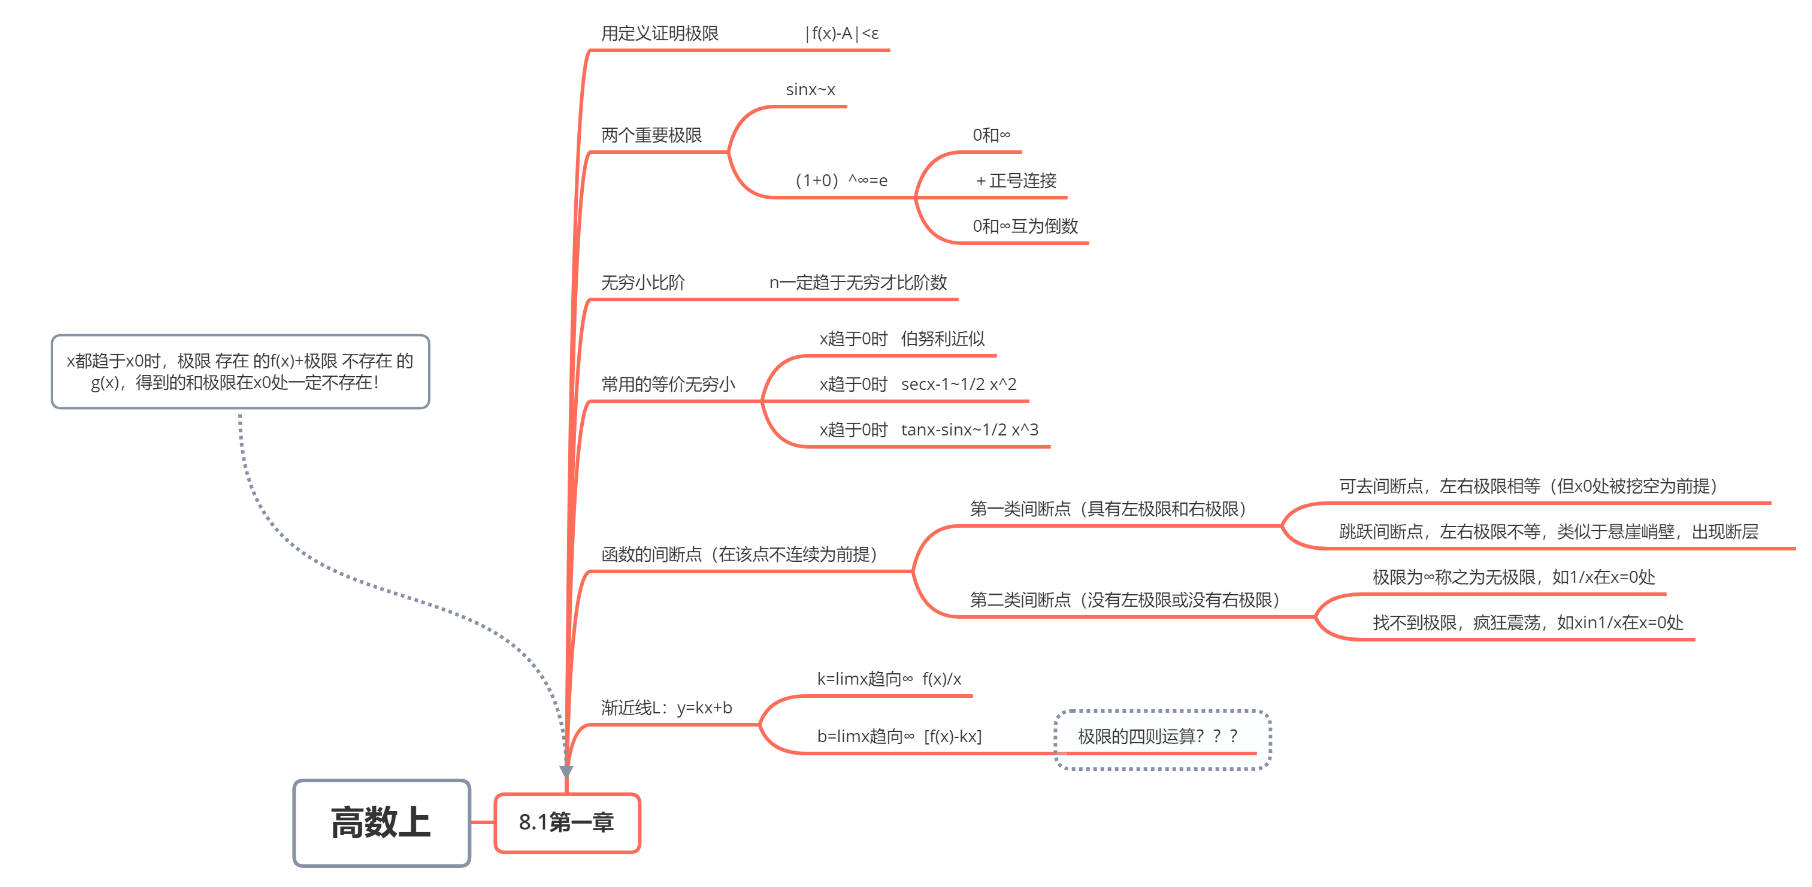 用定义证明极限
|f(x)-A|<ε
两个重要极限
sinx~x
（1+0）^∞=e
0和∞
+ 正号连接
0和∞互为倒数
无穷小比阶
n一定趋于无穷才比阶数
常用的等价无穷小
x趋于0时 伯努利近似
x趋于0时 secx-1~1/2 x^2
x趋于0时 tanx-sinx~1/2 x^3
x都趋于x0时，极限 存在 的f(x)+极限 不存在 的
g(x)，得到的和极限在x0处一定不存在！
函数的间断点（在该点不连续为前提）
第一类间断点（具有左极限和右极限）
可去间断点，左右极限相等（但x0处被挖空为前提）
跳跃间断点，左右极限不等，类似于悬崖峭壁，出现断层
第二类间断点（没有左极限或没有右极限）
极限为∞称之为无极限，如1/x在x=0处
找不到极限，疯狂震荡，如xin1/x在x=0处
渐近线L：y=kx+b
k=limx趋向∞ f(x)/x
b=limx趋向∞ [f(x)-kx]
极限的四则运算？？？
高数上
8.1第一章